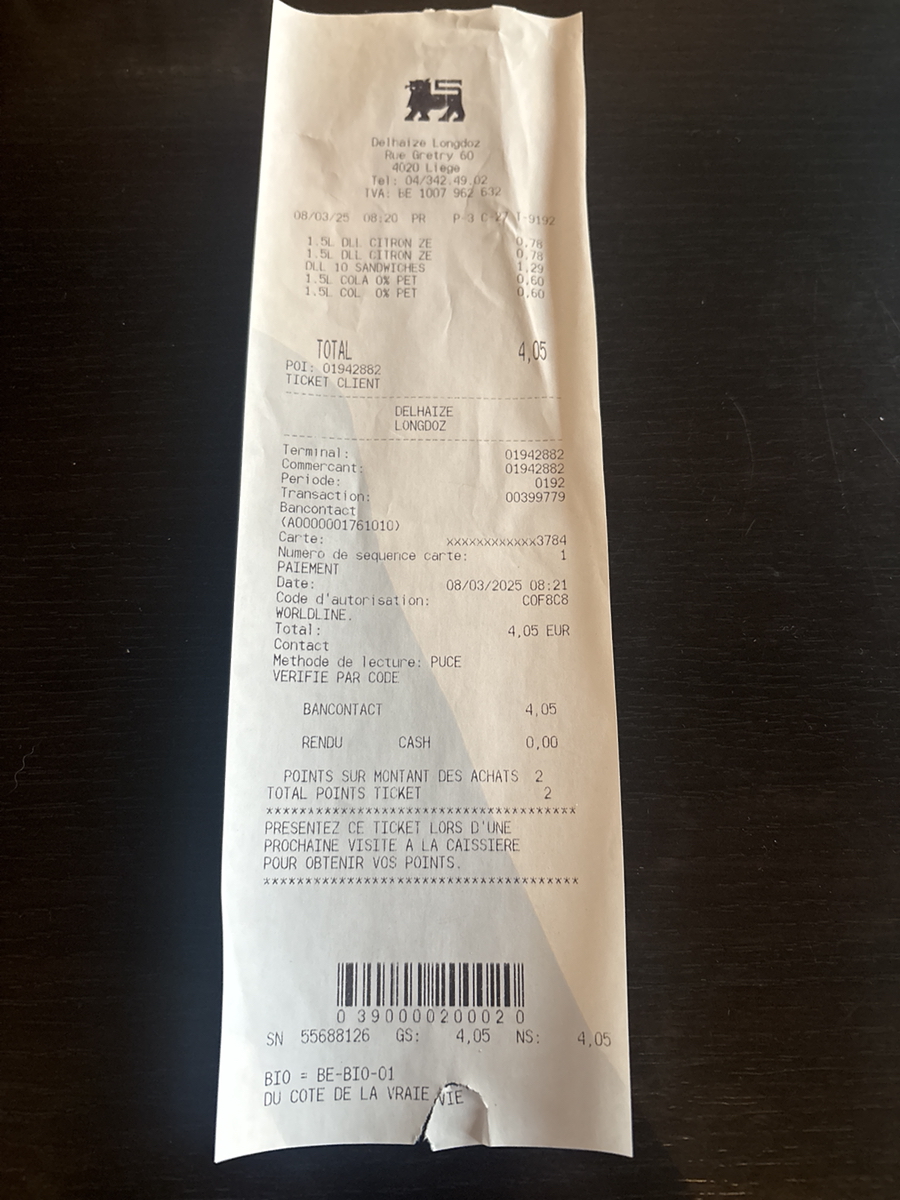 Delhaize Longdoz
Rue Gretry 60
4020 Liege
Tel: 04/342.49.02
TVA: BE 1007 962 632
08/03/25 08:20 PR P-3 C-27 T-9192
1.5L DLL CITRON ZE 0,78
1.5L DLL CITRON ZE 0,78
DLL 10 SANDWICHES 1,29
1.5L COLA 0% PET 0,60
1.5L COL 0% PET 0,60
TOTAL 4,05
POI: 01942882
TICKET CLIENT
DELHAIZE
LONGDOZ
Terminal: 01942882
Commercant: 01942882
Periode: 0192
Transaction: 00399779
Bancontact
(A0000001761010)
Carte: xxxxxxxxxxxxx3784
Numero de sequence carte: 1
PAIEMENT
Date: 08/03/2025 08:21
Code d'autorisation: C0F8C8
WORLDLINE.
Total: 4,05 EUR
Contact
Methode de lecture: PUCE
VERIFIE PAR CODE
BANCONTACT 4,05
RENDU CASH 0,00
POINTS SUR MONTANT DES ACHATS 2
TOTAL POINTS TICKET 2
**************************************
PRESENTEZ CE TICKET LORS D'UNE
PROCHAINE VISITE A LA CAISSIERE
POUR OBTENIR VOS POINTS.
**************************************
0 39000020002 0
SN 55688126 GS: 4,05 NS: 4,05
BIO = BE-BIO-01
DU COTE DE LA VRAIE VIE